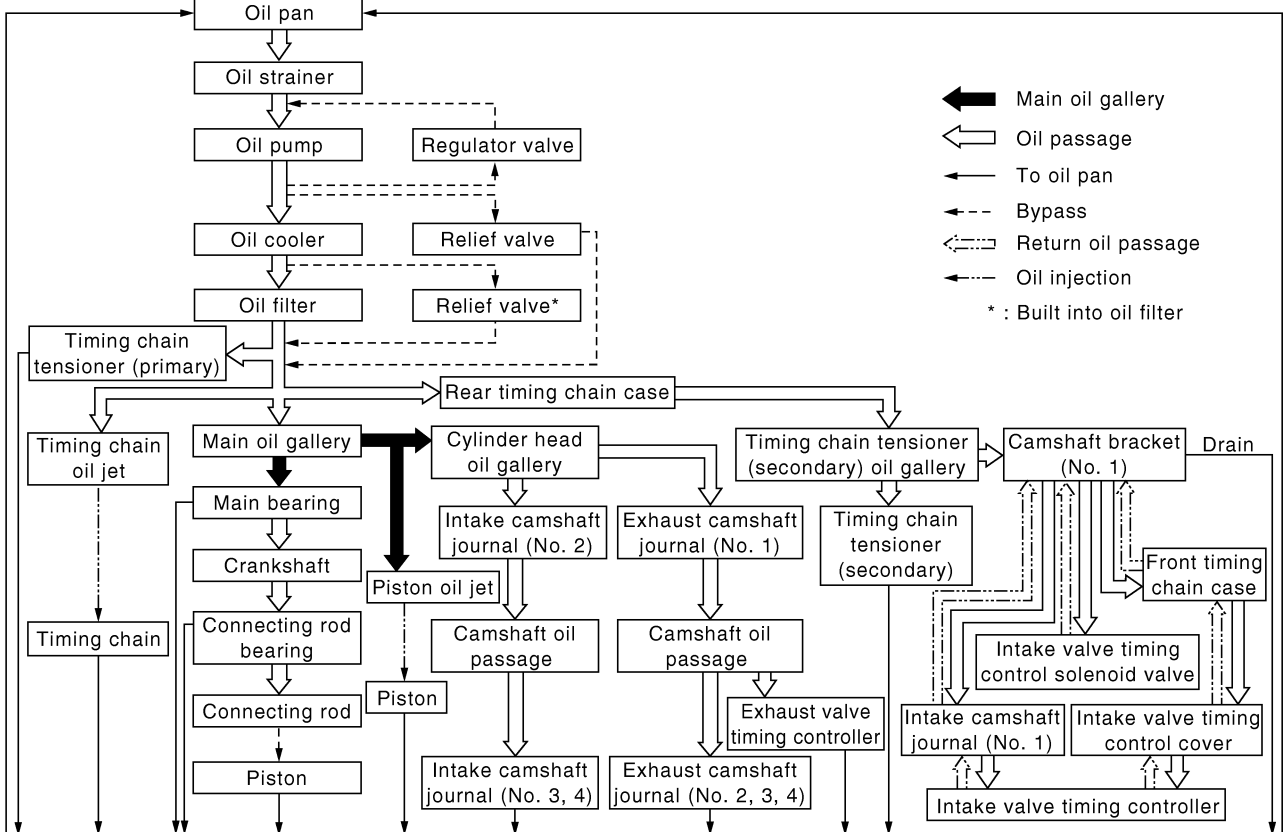 Oil pan
Oil strainer
Oil pump
Regulator valve
Oil cooler
Relief valve
Oil filter
Relief valve*
Main oil gallery
Oil passage
To oil pan
Bypass
Return oil passage
Oil injection
* : Built into oil filter
Timing chain
tensioner (primary)
Rear timing chain case
Timing chain
oil jet
Main oil gallery
Cylinder head
oil gallery
Timing chain tensioner
(secondary) oil gallery
Camshaft bracket
(No. 1)
Drain
Main bearing
Intake camshaft
journal (No. 2)
Exhaust camshaft
journal (No. 1)
Timing chain
tensioner
(secondary)
Crankshaft
Piston oil jet
Front timing
chain case
Timing chain
Connecting rod
bearing
Camshaft oil
passage
Camshaft oil
passage
Intake valve timing
control solenoid valve
Connecting rod
Piston
Exhaust valve
timing controller
Intake camshaft
journal (No. 1)
Intake valve timing
control cover
Piston
Intake camshaft
journal (No. 3, 4)
Exhaust camshaft
journal (No. 2, 3, 4)
Intake valve timing controller